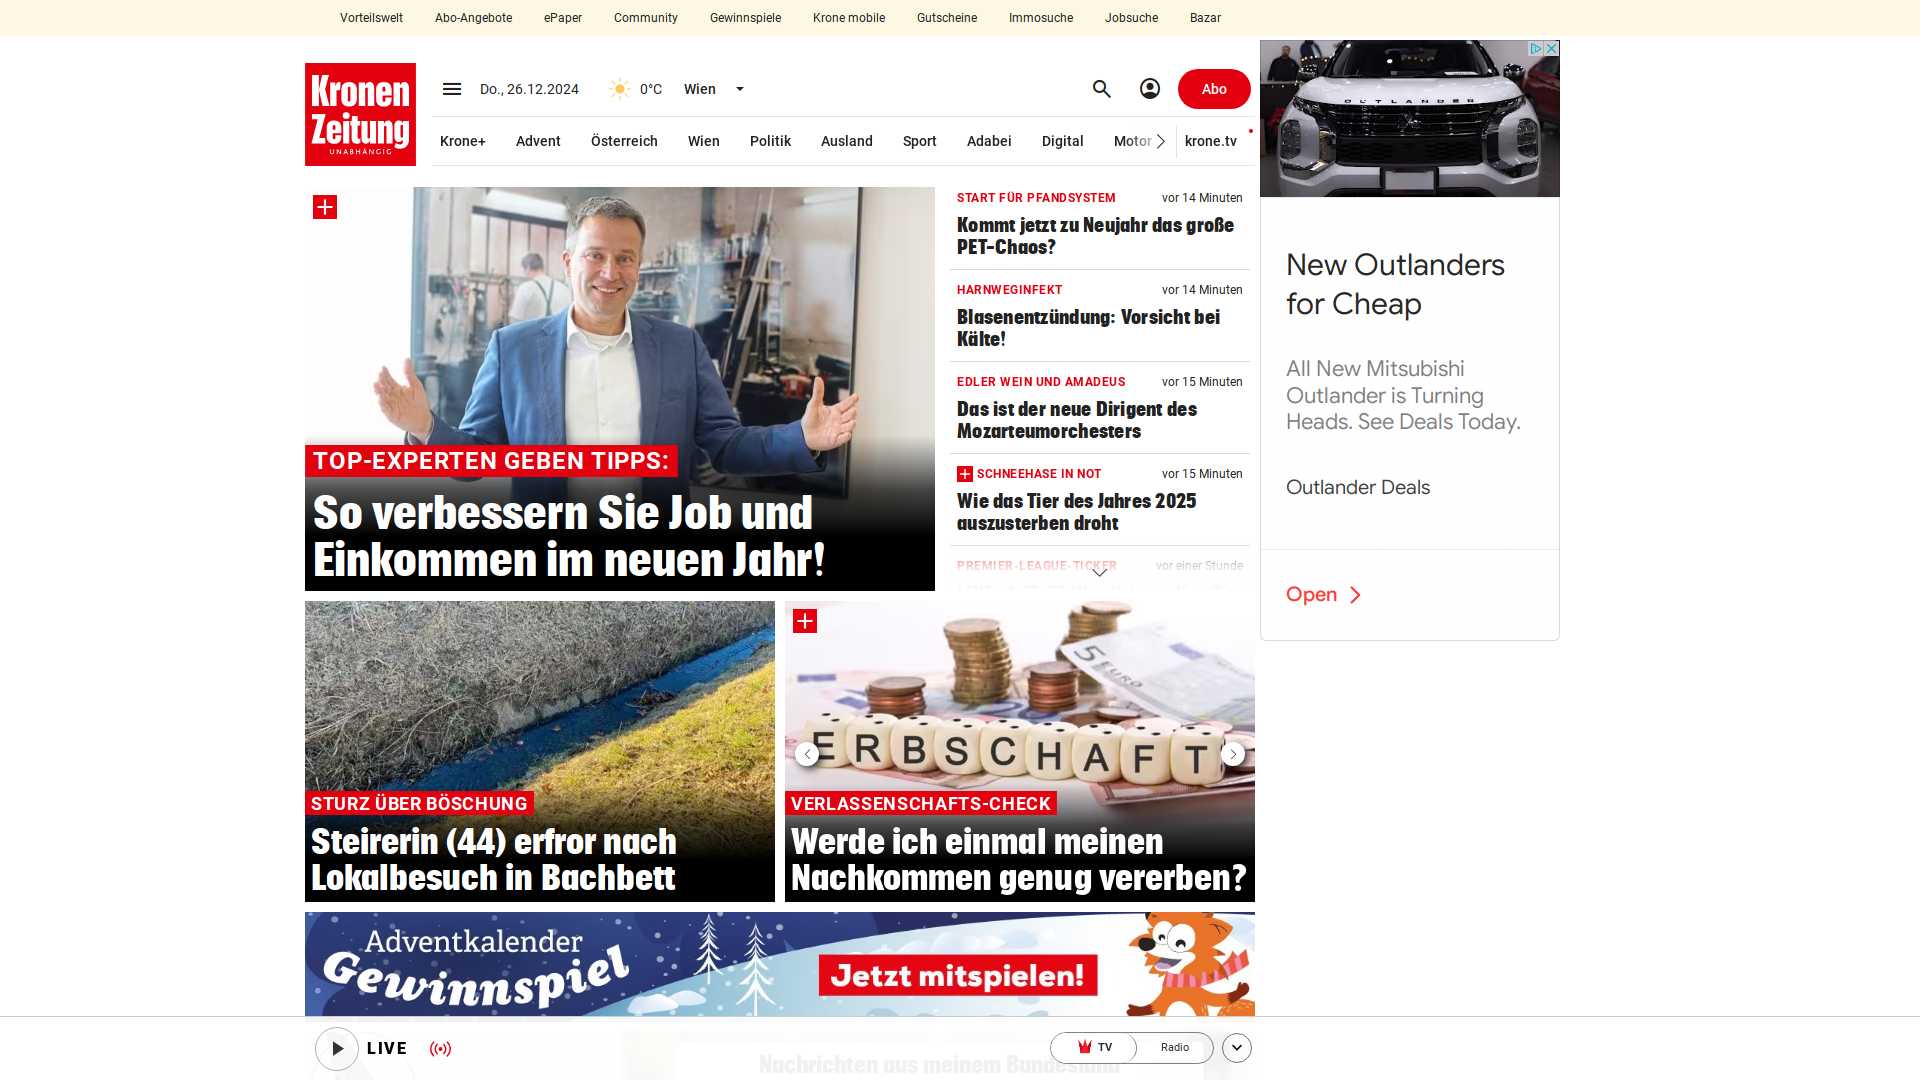 Vorteilswelt Abo-Angebote ePaper Community Gewinnspiele Krone mobile Gutscheine Immosuche Jobsuche Bazar
Kronen
Zeitung
UNABHÄNGIG
Do., 26.12.2024 0°C Wien
Abo
Krone+ Advent Österreich Wien Politik Ausland Sport Adabei Digital Motor krone.tv
TOP-EXPERTEN GEBEN TIPPS:
So verbessern Sie Job und
Einkommen im neuen Jahr!
START FÜR PFANDSYSTEM vor 14 Minuten
Kommt jetzt zu Neujahr das große
PET-Chaos?
HARNWEGINFEKT vor 14 Minuten
Blasenentzündung: Vorsicht bei
Kälte!
EDLER WEIN UND AMADEUS vor 15 Minuten
Das ist der neue Dirigent des
Mozarteumorchesters
SCHNEEHASE IN NOT vor 15 Minuten
Wie das Tier des Jahres 2025
auszusterben droht
PREMIER-LEAGUE-TICKER vor einer Stunde
OUTLANDER
New Outlanders
for Cheap
All New Mitsubishi
Outlander is Turning
Heads. See Deals Today.
Outlander Deals
Open
STURZ ÜBER BÖSCHUNG
Steirerin (44) erfror nach
Lokalbesuch in Bachbett
5 EURO
ERBSCHAFT
VERLASSENSCHAFTS-CHECK
Werde ich einmal meinen
Nachkommen genug vererben?
Adventkalender
Gewinnspiel
Jetzt mitspielen!
LIVE
TV Radio
Nachrichten aus meinem Bundesland